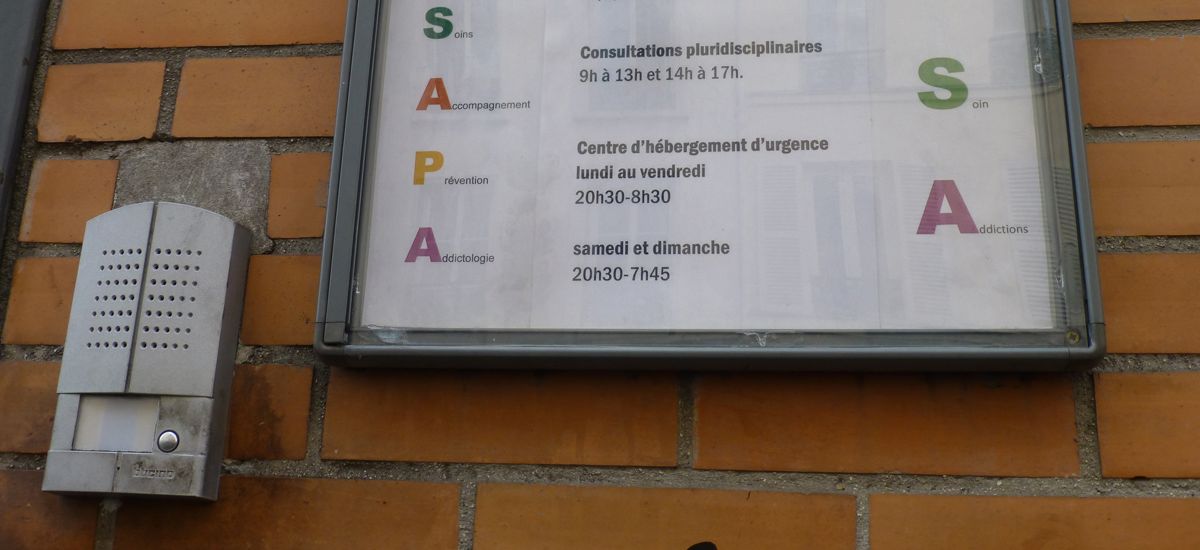 Soins
Accompagnement
Prévention
Addictologie
Consultations pluridisciplinaires
9h à 13h et 14h à 17h.
Centre d'hébergement d'urgence
lundi au vendredi
20h30-8h30
samedi et dimanche
20h30-7h45
Soin
Addictions